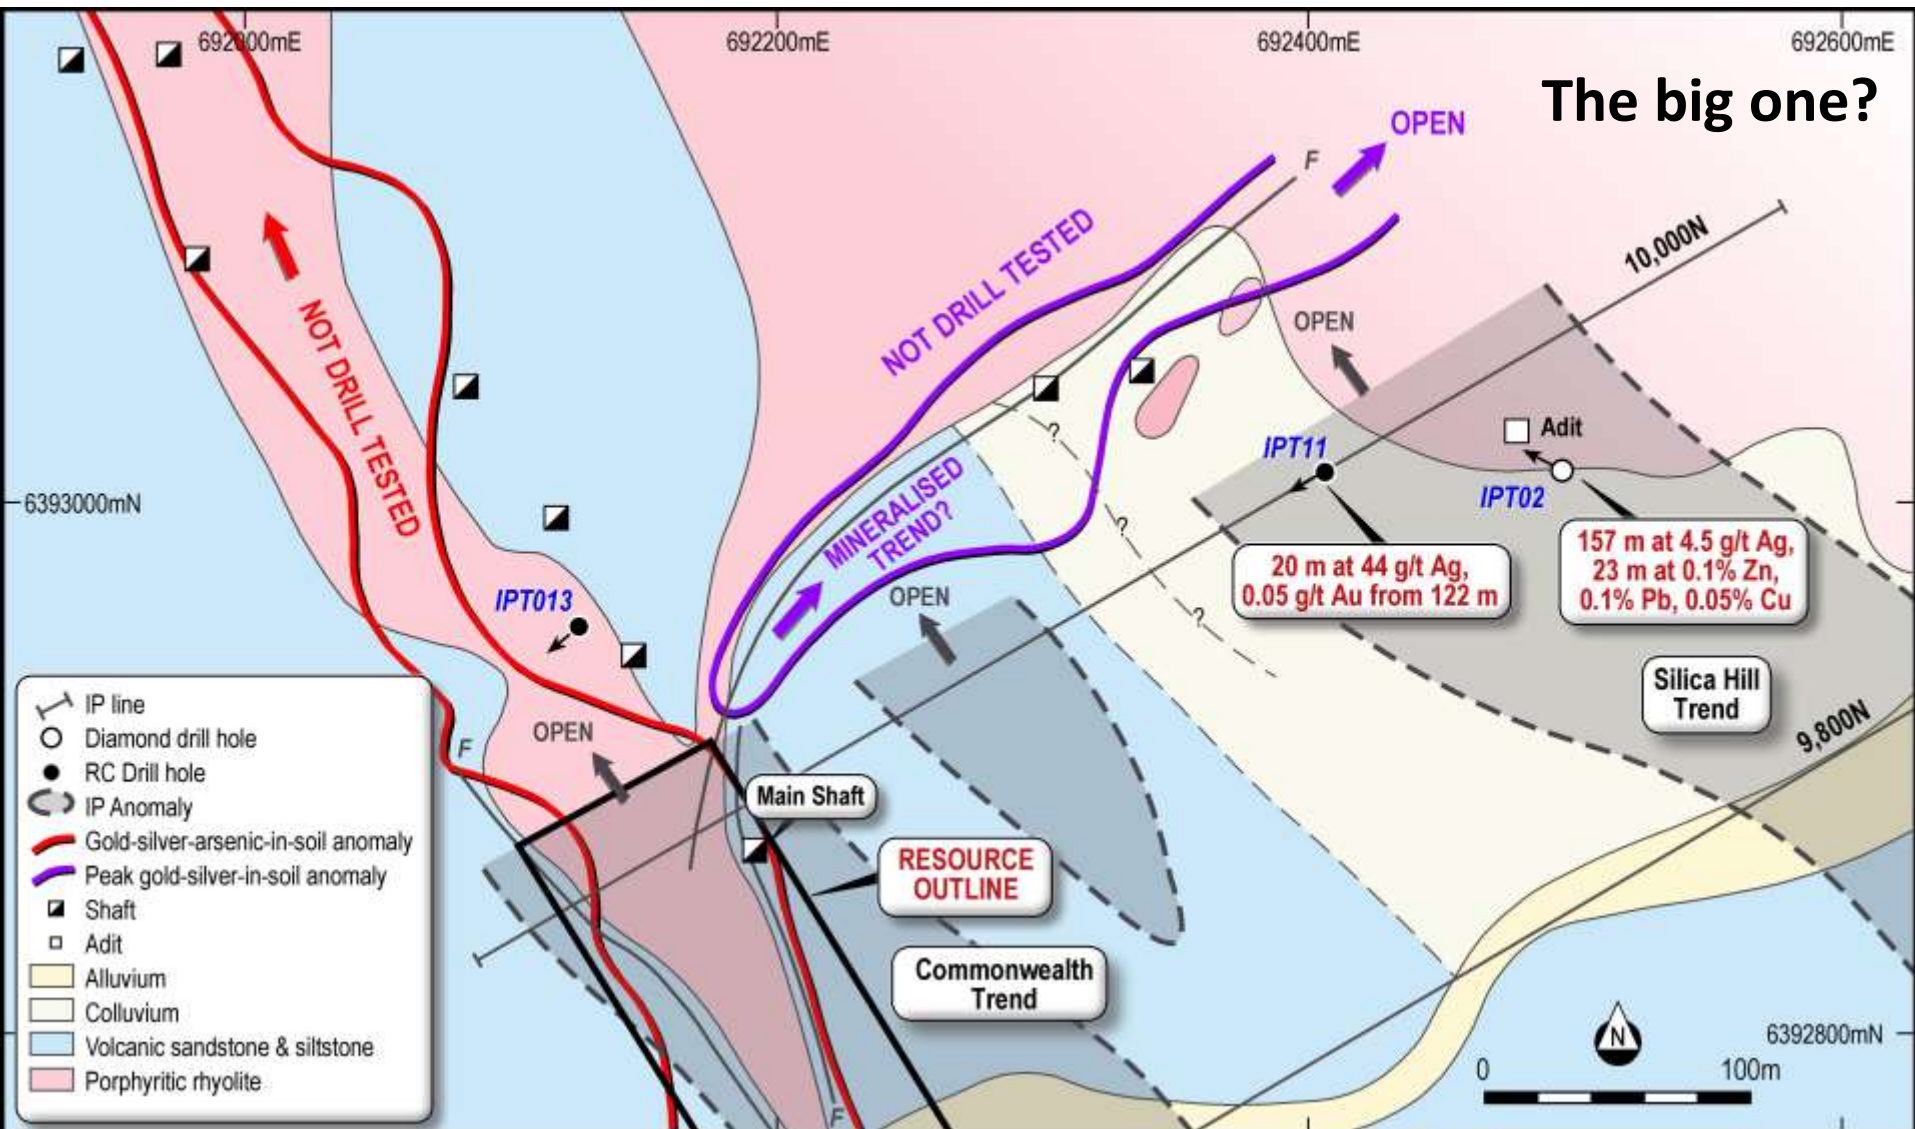 692000mE
692200mE
692400mE
692600mE
The big one?
OPEN
F
NOT DRILL TESTED
10,000N
OPEN
NOT DRILL TESTED
Adit
IPT11
IPT02
?
6393000mN
MINERALISED
TREND?
?
157 m at 4.5 g/t Ag,
23 m at 0.1% Zn,
0.1% Pb, 0.05% Cu
20 m at 44 g/t Ag,
0.05 g/t Au from 122 m
IPT013
OPEN
?
Silica Hill
Trend
9,800N
OPEN
F
Main Shaft
RESOURCE
OUTLINE
Commonwealth
Trend
IP line
Diamond drill hole
RC Drill hole
IP Anomaly
Gold-silver-arsenic-in-soil anomaly
Peak gold-silver-in-soil anomaly
Shaft
Adit
Alluvium
Colluvium
Volcanic sandstone & siltstone
Porphyritic rhyolite
F
N
6392800mN
0
100m